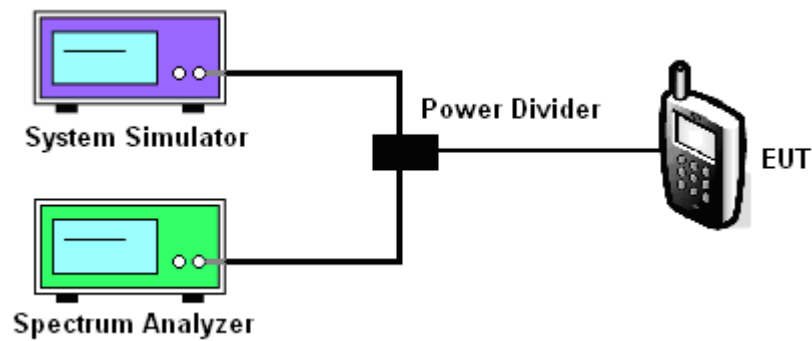 System Simulator
Power Divider
EUT
Spectrum Analyzer